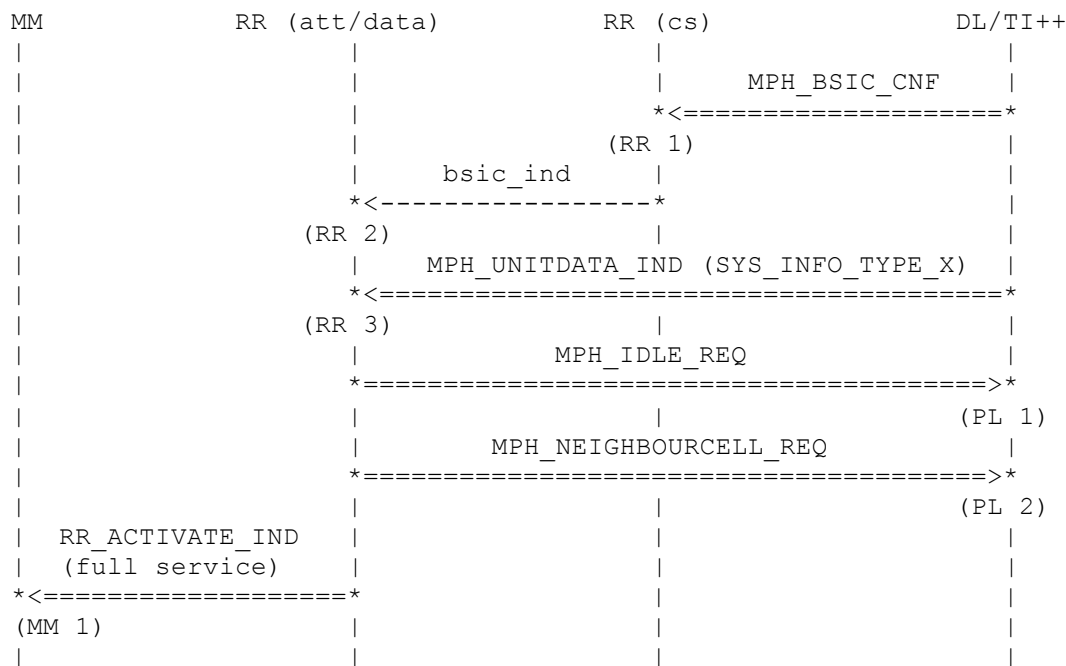 MM RR (att/data) RR (cs) DL/TI++
MPH_BSIC_CNF
(RR 1)
bsic_ind
(RR 2)
MPH_UNITDATA_IND (SYS_INFO_TYPE_X)
(RR 3)
MPH_IDLE_REQ
(PL 1)
MPH_NEIGHBOURCELL_REQ
(PL 2)
RR_ACTIVATE_IND
(full service)
(MM 1)